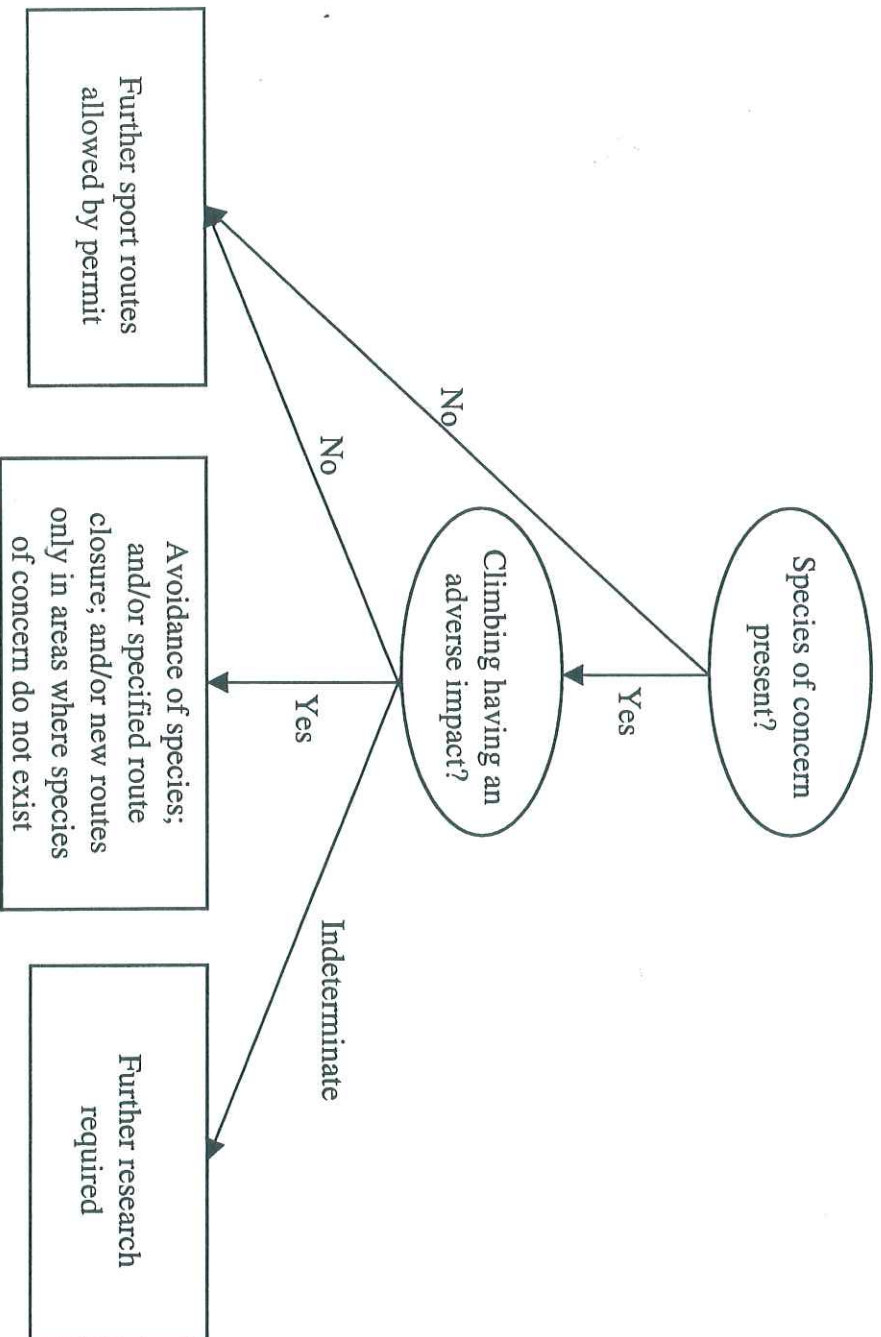 Species of concern
present?
No
Yes
Climbing having an
adverse impact?
No
Yes
Indeterminate
Further sport routes
allowed by permit
Avoidance of species;
and/or specified route
closure; and/or new routes
only in areas where species
of concern do not exist
Further research
required